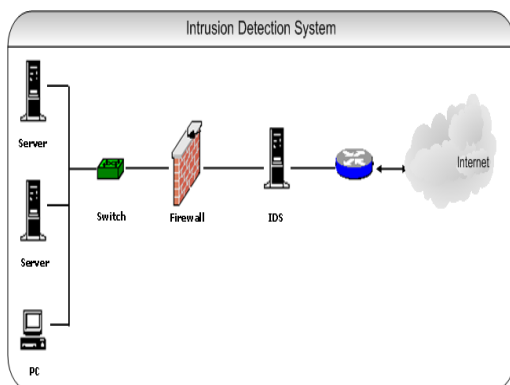 Intrusion Detection System
Server
Internet
Switch
Firewall
IDS
Server
PC